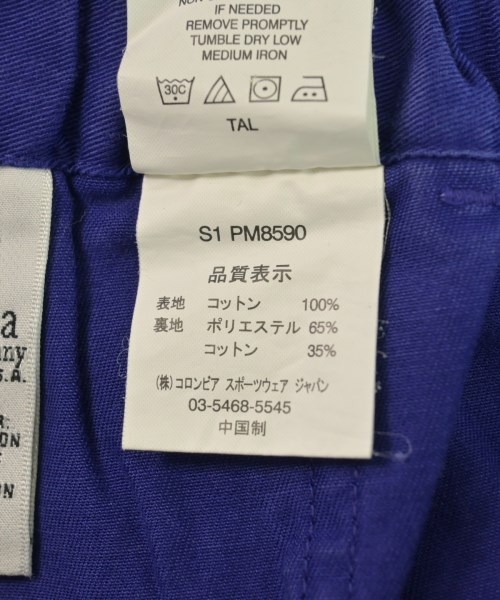 IF NEEDED
REMOVE PROMPTLY
TUMBLE DRY LOW
MEDIUM IRON
30C
TAL
S1 PM8590
品質表示
表地 コットン 100%
裏地 ポリエステル 65%
コットン 35%
(株) コロンビア スポーツウェア ジャパン
03-5468-5545
中国制
a
ny
S.A.
R:
ON
ON